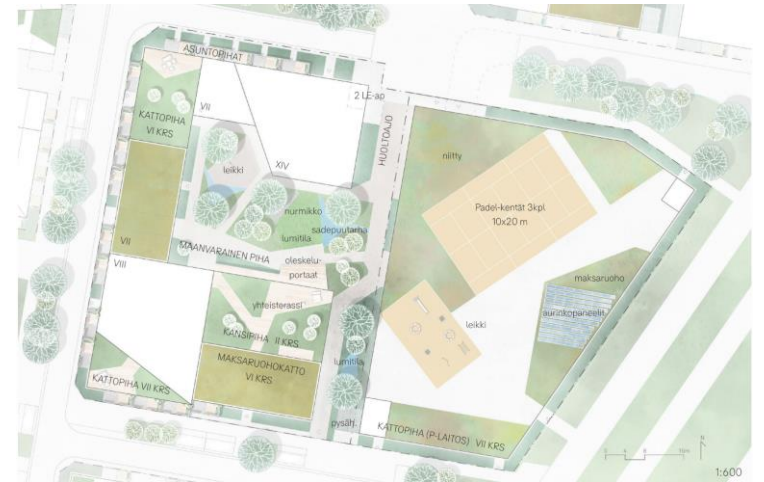 ASUNTOPIHAT
2 LE-ap
KATTOPIHA
VI KRS
VII
HUOLTOAJO
leikki
XIV
niitty
Padel-kentät 3kpl
10x20 m
nurmikko
sadepuutarha
lumitila
VII
MAANVARAINEN PIHA
oleskelu-
portaat
VIII
maksaruoho
aurinkopaneelit
yhteisterassi
KANSIPIHA II KRS
leikki
MAKSARUOHOKATTO
VI KRS
lumitila
KATTOPIHA VII KRS
pysäh.
KATTOPIHA (P-LAITOS) VII KRS
N
1:600